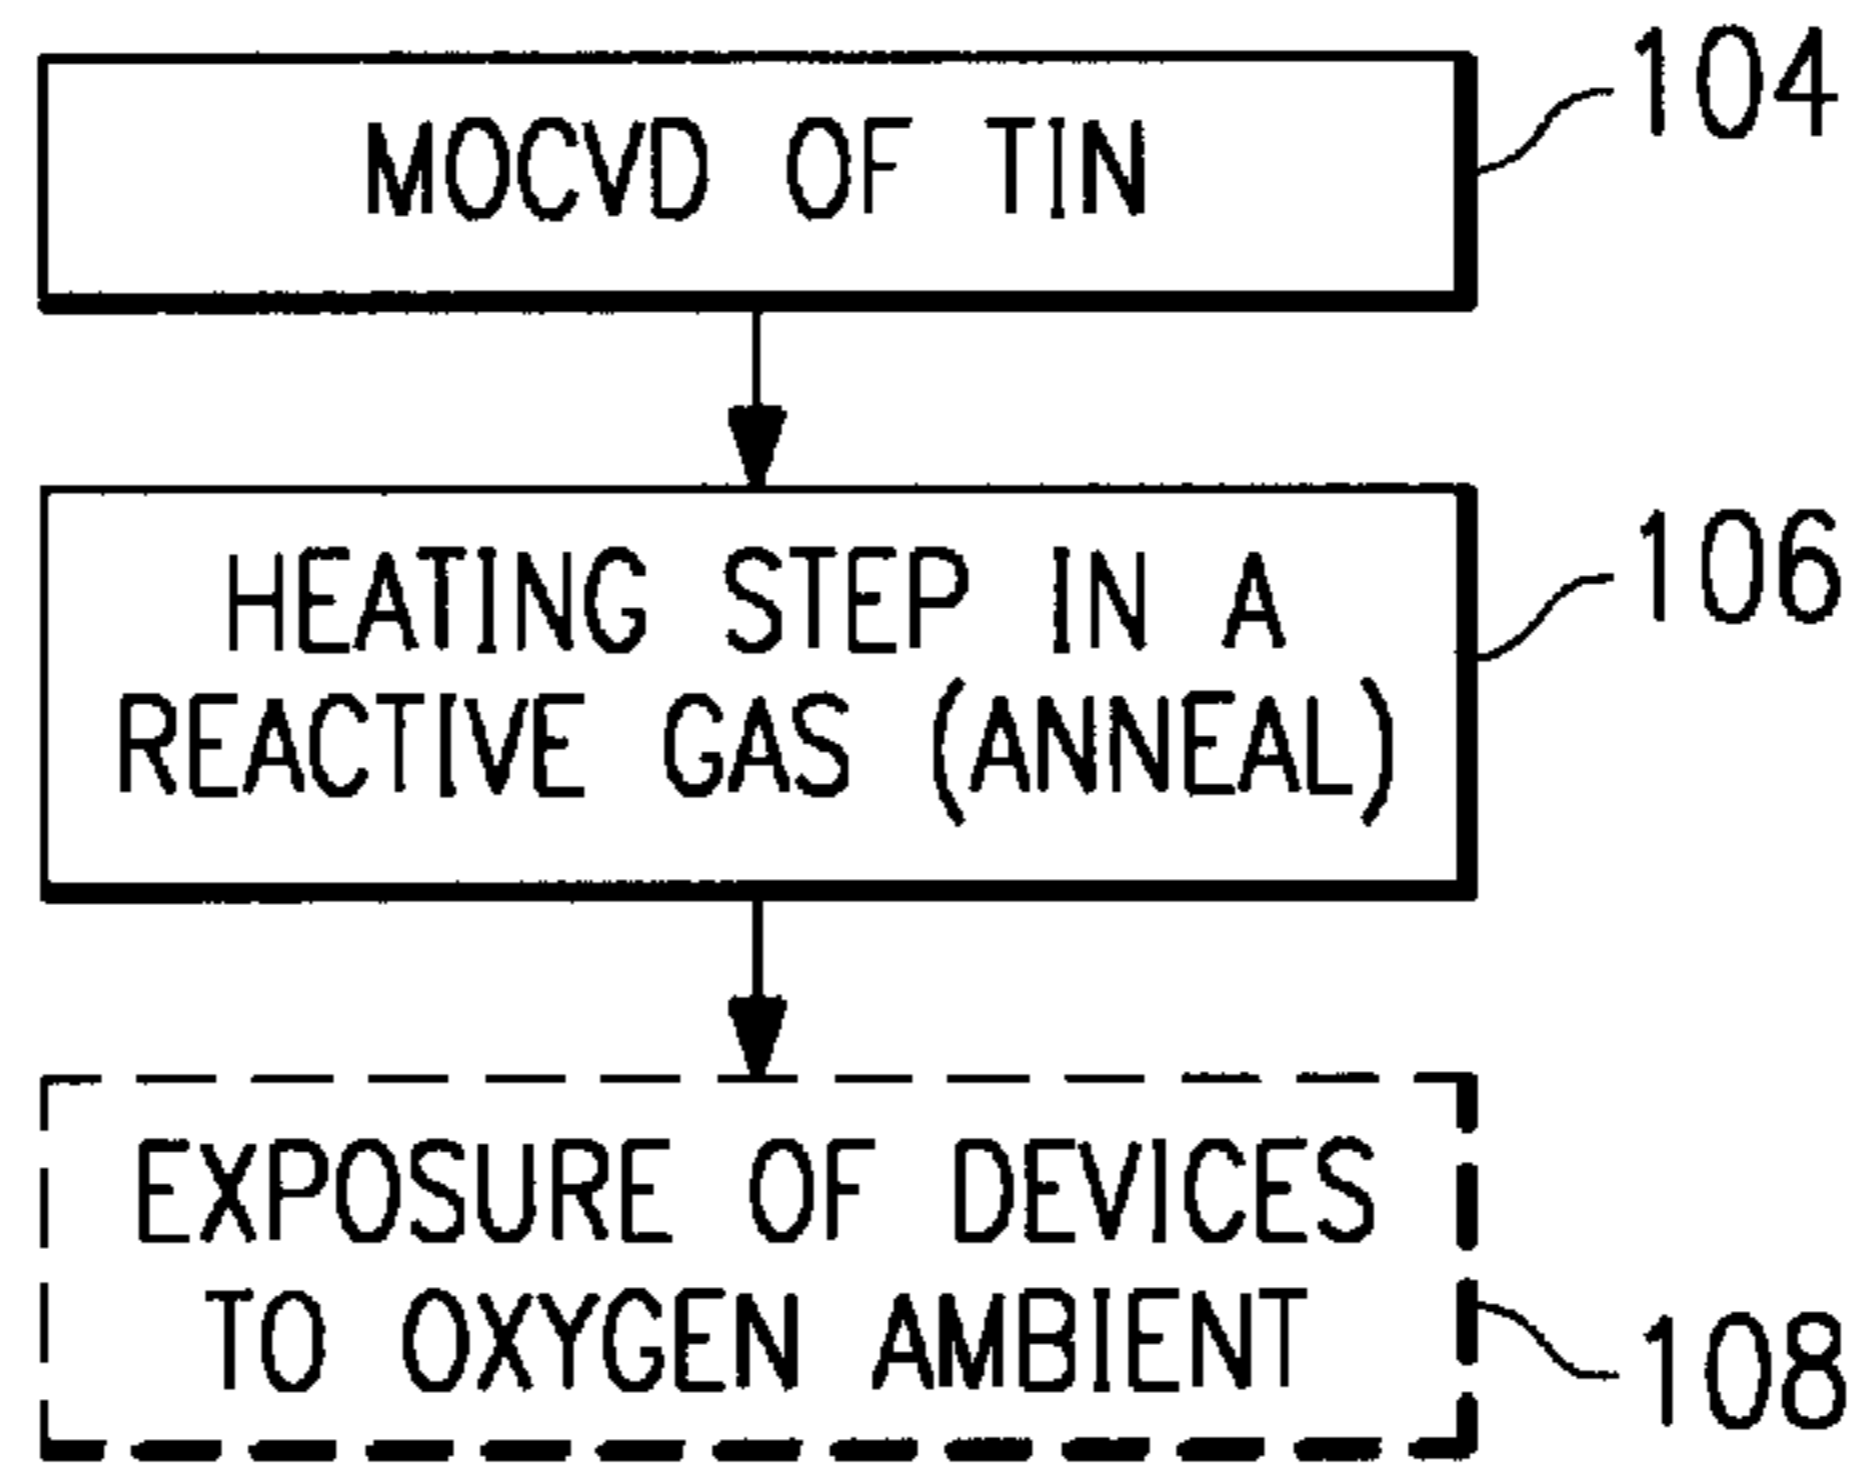 MOCVD OF TIN
104
HEATING STEP IN A
REACTIVE GAS (ANNEAL)
106
EXPOSURE OF DEVICES
TO OXYGEN AMBIENT
108